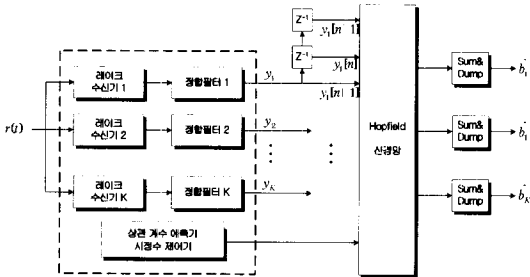 Z⁻¹
y₁[n-1]
Z⁻¹
y₁[n]
레이크
수신기 1
정합필터 1
y₁
y₁[n+1]
r(t)
레이크
수신기 2
정합필터 2
y₂
레이크
수신기 K
정합필터 K
y_K
상관 계수 예측기
시정수 제어기
Hopfield
신경망
Sum&
Dump
b̂₁
Sum&
Dump
b̂₁
Sum&
Dump
b̂_K